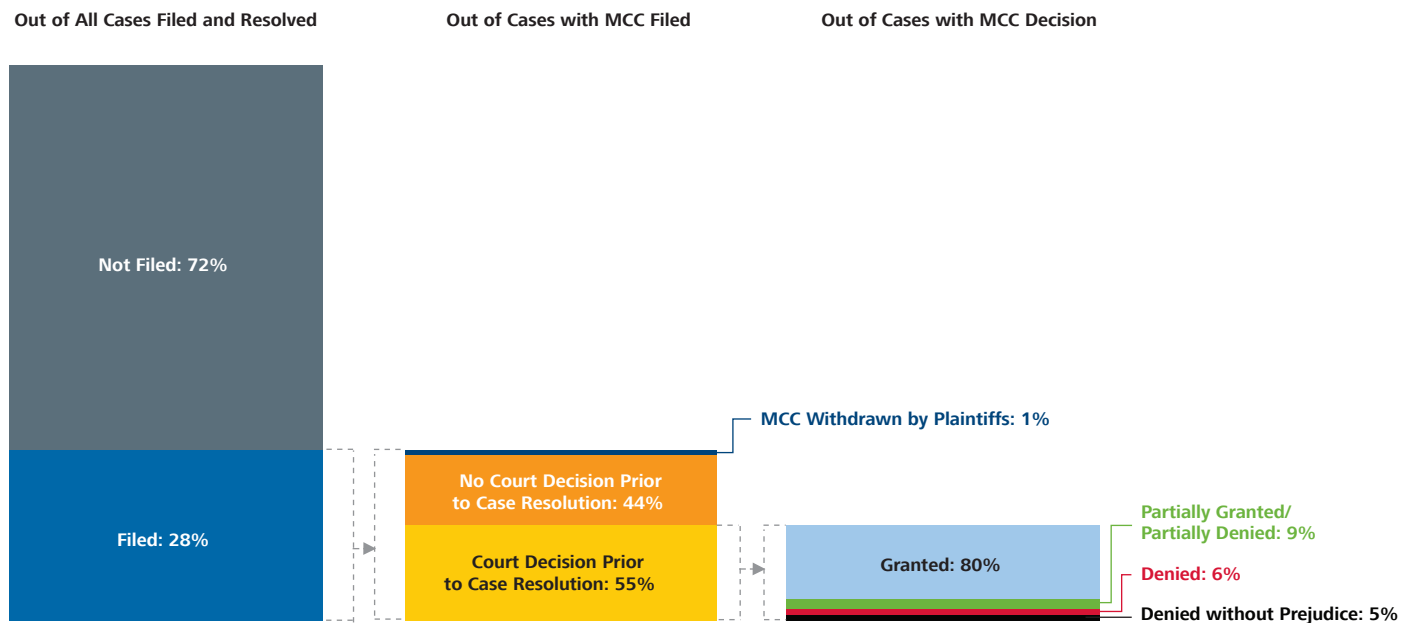 Out of All Cases Filed and Resolved
Out of Cases with MCC Filed
Out of Cases with MCC Decision
Not Filed: 72%
Filed: 28%
MCC Withdrawn by Plaintiffs: 1%
No Court Decision Prior
to Case Resolution: 44%
Court Decision Prior
to Case Resolution: 55%
Granted: 80%
Partially Granted/
Partially Denied: 9%
Denied: 6%
Denied without Prejudice: 5%